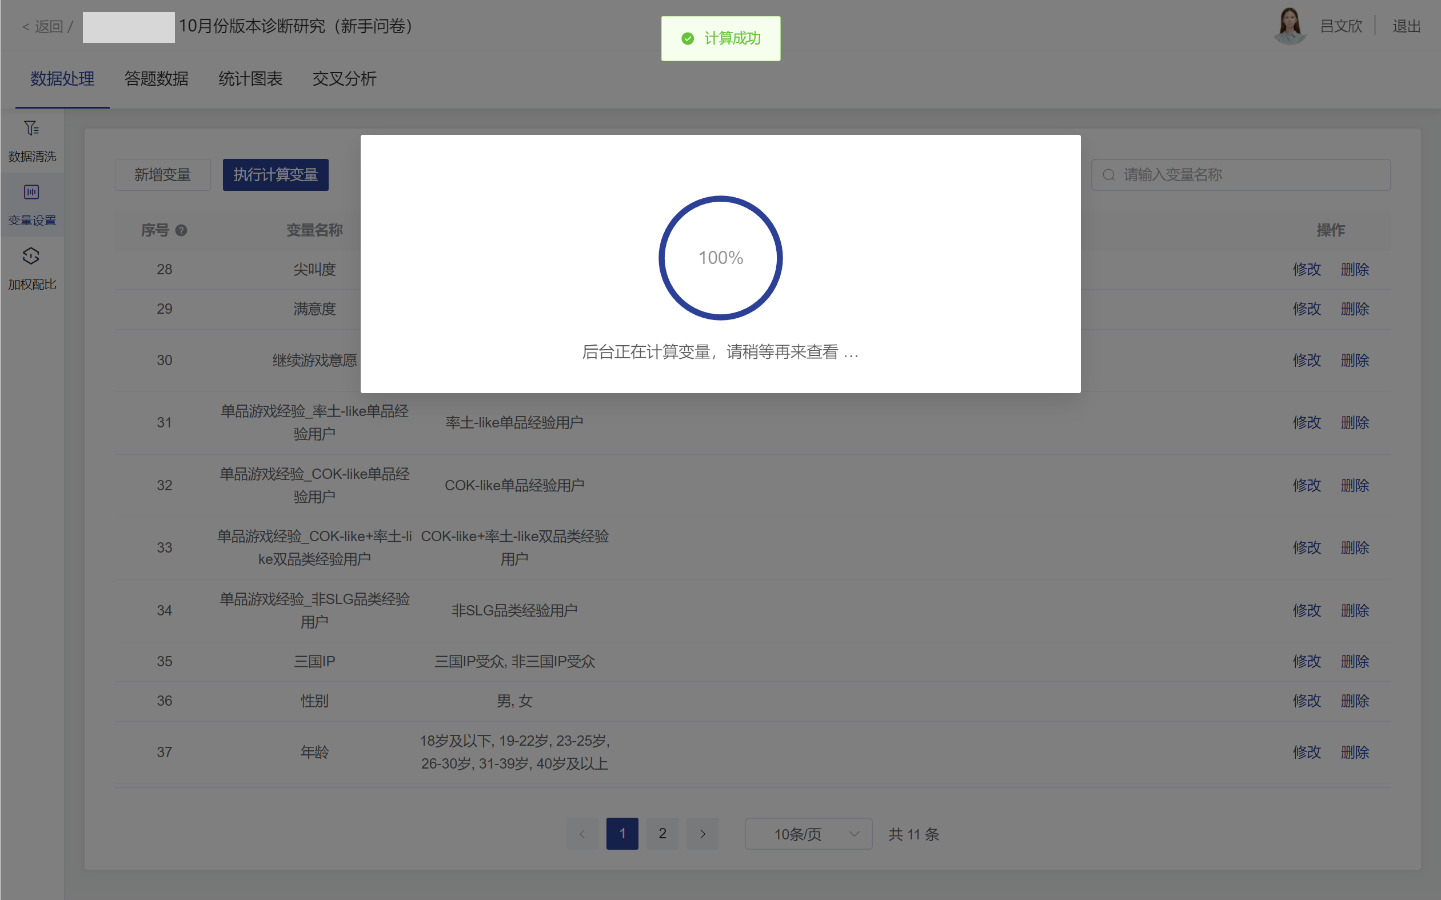 < 返回 / 10月份版本诊断研究（新手问卷）
计算成功
吕文欣 退出
数据处理 答题数据 统计图表 交叉分析
数据清洗
变量设置
加权配比
新增变量 执行计算变量 请输入变量名称
序号 变量名称 操作
100%
后台正在计算变量，请稍等再来查看 ...
28 尖叫度 修改 删除
29 满意度 修改 删除
30 继续游戏意愿 修改 删除
31 单品游戏经验_率土-like单品经
验用户 率土-like单品经验用户 修改 删除
32 单品游戏经验_COK-like单品经
验用户 COK-like单品经验用户 修改 删除
33 单品游戏经验_COK-like+率土-li
ke双品类经验用户 COK-like+率土-like双品类经验
用户 修改 删除
34 单品游戏经验_非SLG品类经验
用户 非SLG品类经验用户 修改 删除
35 三国IP 三国IP受众, 非三国IP受众 修改 删除
36 性别 男, 女 修改 删除
37 年龄 18岁及以下, 19-22岁, 23-25岁,
26-30岁, 31-39岁, 40岁及以上 修改 删除
< 1 2 > 10条/页 共 11 条